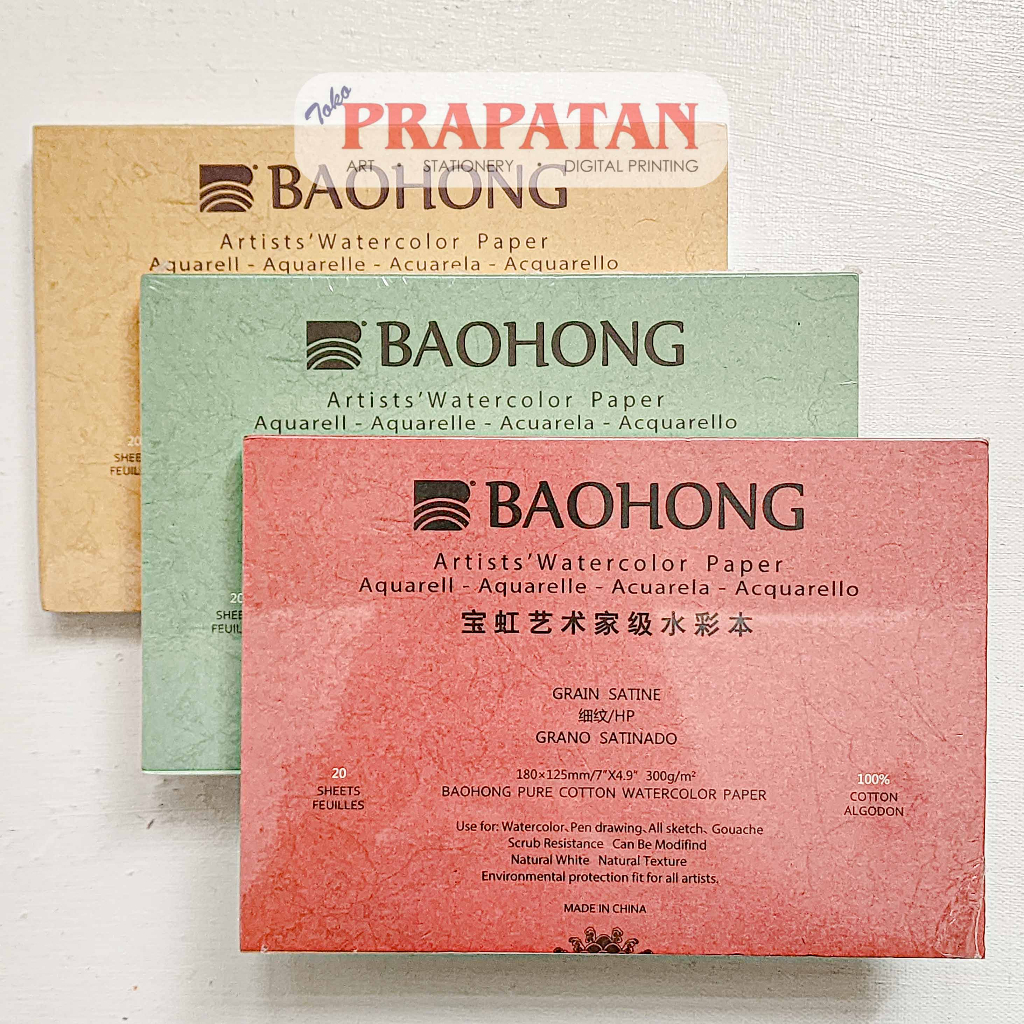 Toko
PRAPATAN
ART • STATIONERY • DIGITAL PRINTING
BAOHONG
Artists' Watercolor Paper
Aquarell - Aquarelle - Acuarela - Acquarello
20
BAOHONG
Artists' Watercolor Paper
Aquarell - Aquarelle - Acuarela - Acquarello
20
BAOHONG
Artists' Watercolor Paper
Aquarell - Aquarelle - Acuarela - Acquarello
宝虹艺术家级水彩本
GRAIN SATINE
细纹/HP
GRANO SATINADO
180×125mm/7"X4.9" 300g/m²
BAOHONG PURE COTTON WATERCOLOR PAPER
20
SHEETS
FEUILLES
100%
COTTON
ALGODON
Use for: Watercolor、Pen drawing、All sketch、Gouache
Scrub Resistance Can Be Modifind
Natural White Natural Texture
Environmental protection fit for all artists.
MADE IN CHINA